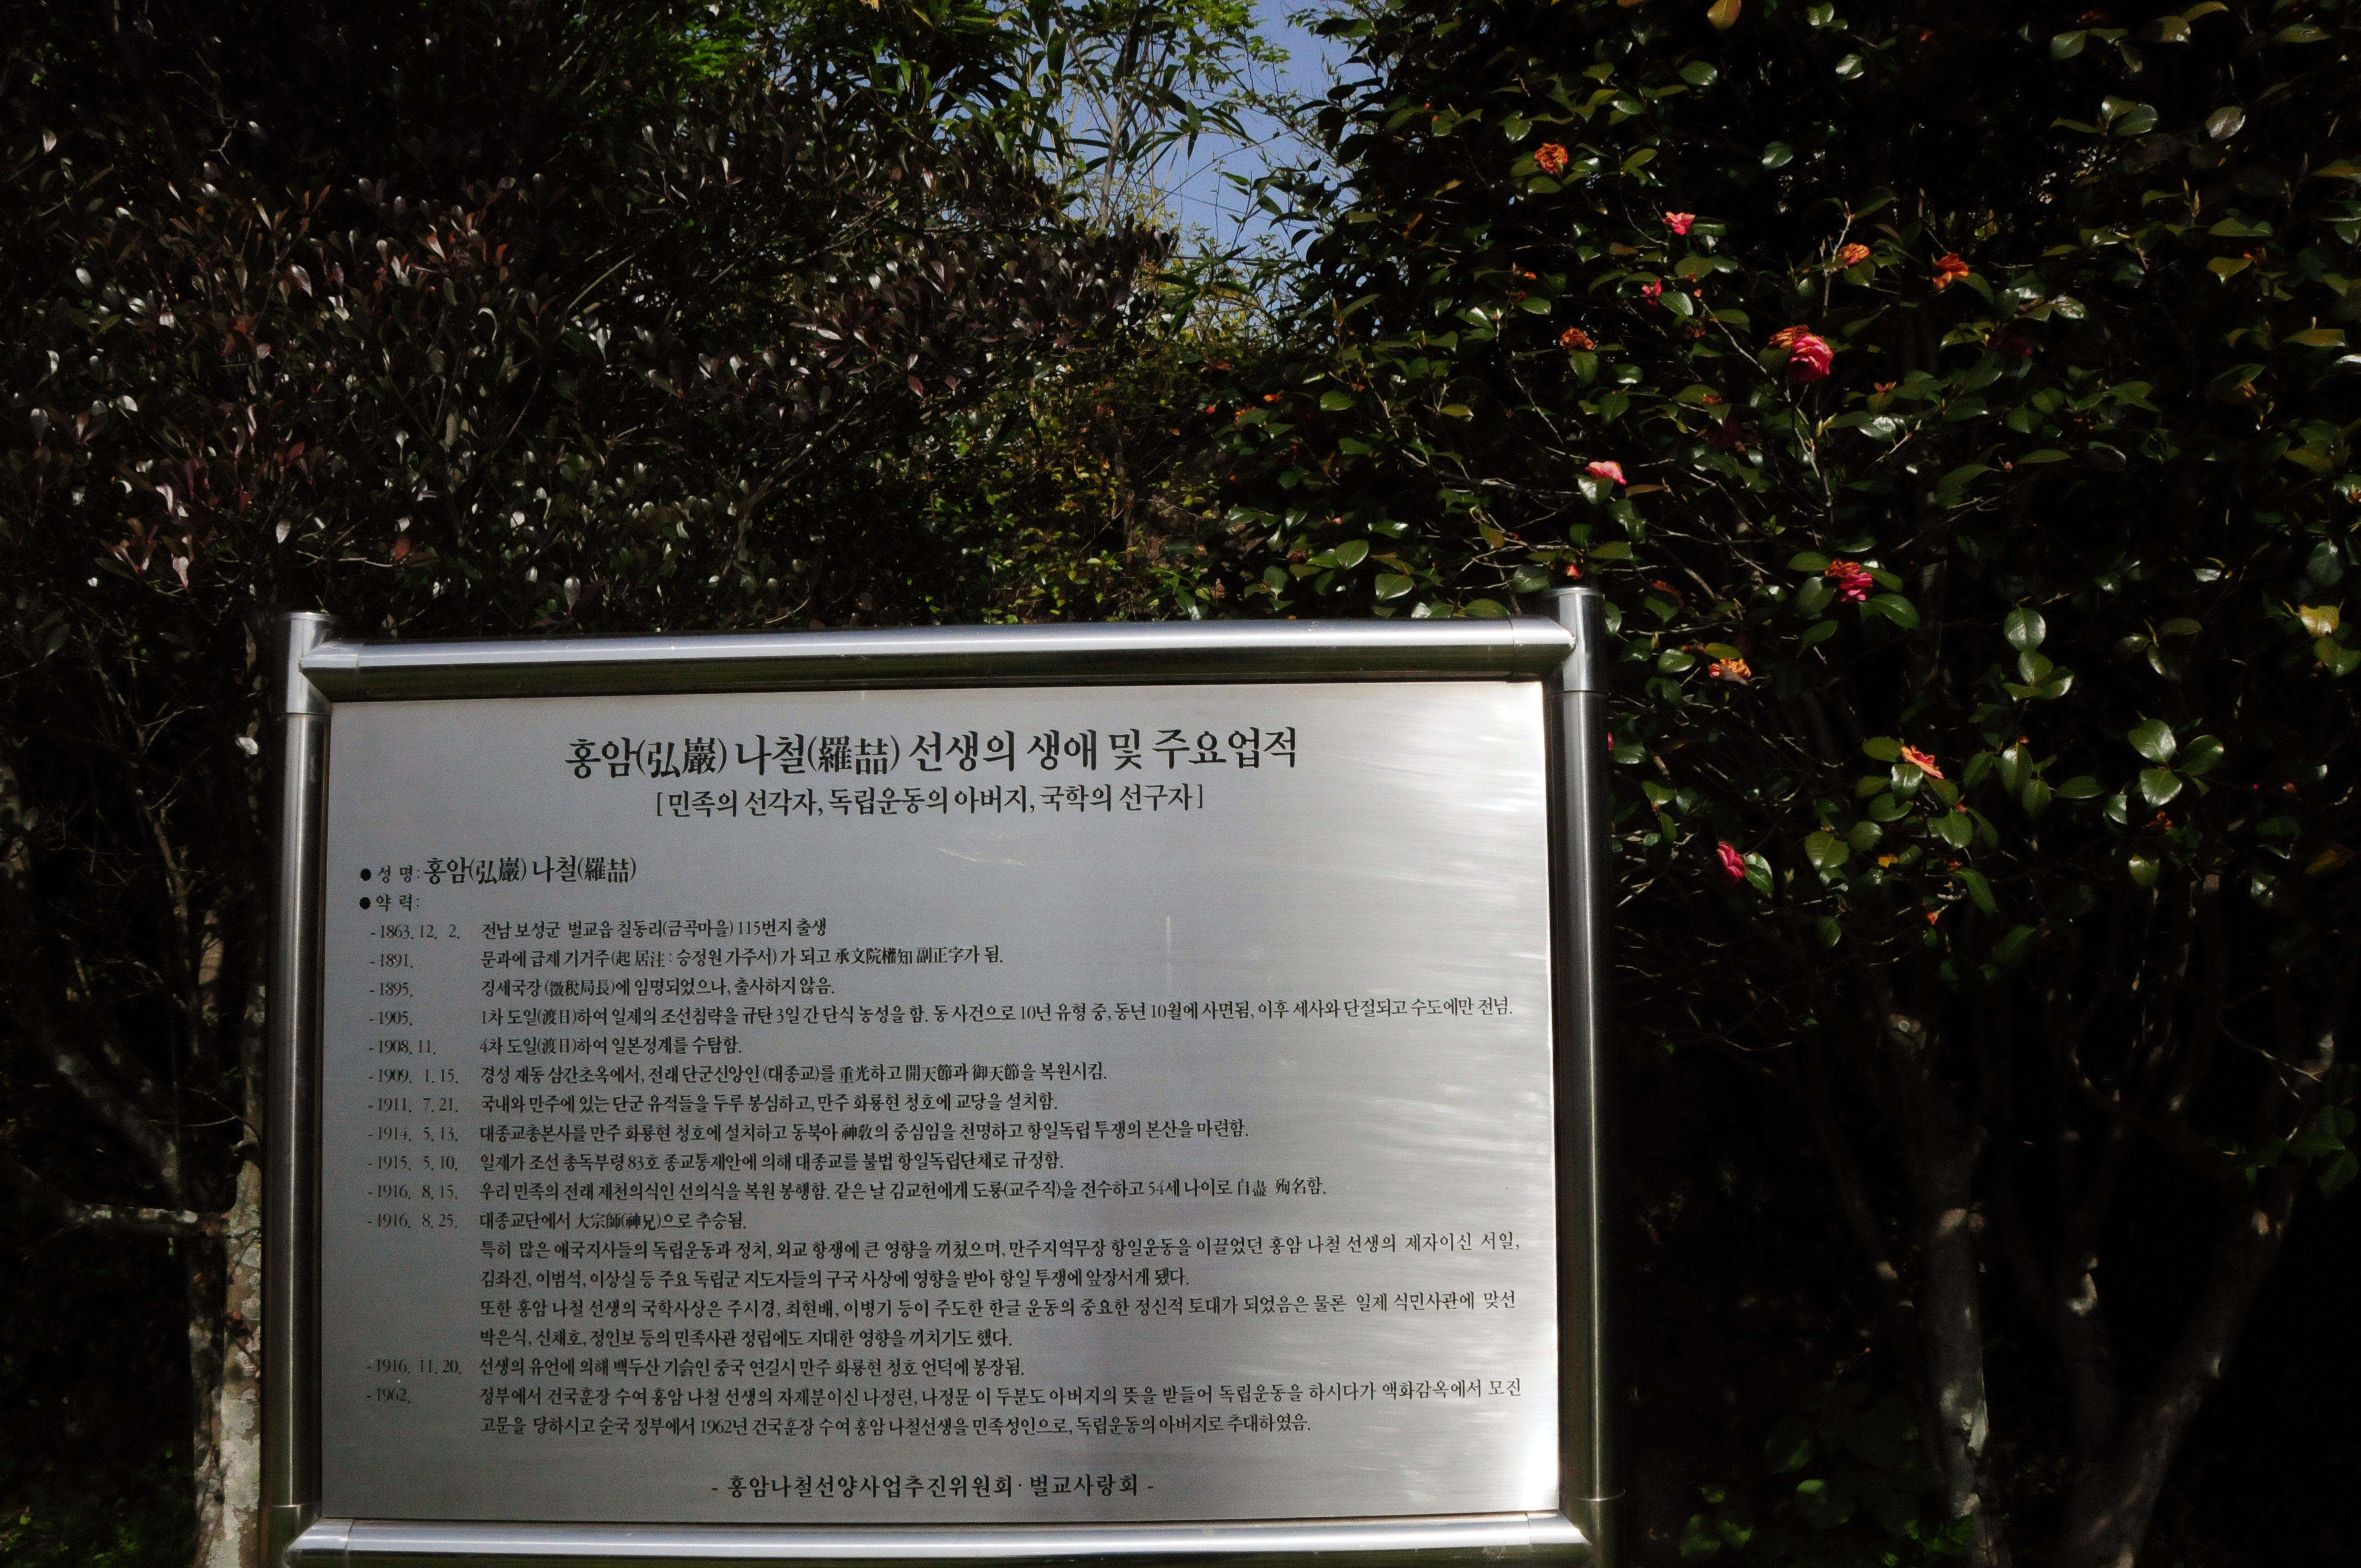 홍암(弘巖) 나철(羅喆) 선생의 생애 및 주요업적
[민족의 선각자, 독립운동의 아버지, 국학의 선구자]
● 성 명: 홍암(弘巖) 나철(羅喆)
● 약 력:
- 1863. 12. 2. 전남 보성군 벌교읍 칠동리(금곡마을) 115번지 출생
- 1891. 문과에 급제 기거주(起居注 : 승정원 가주서) 가 되고 承文院權知 副正字가 됨.
- 1895. 징세국장(徵稅局長)에 임명되었으나, 출사하지 않음.
- 1905. 1차 도일(渡日)하여 일제의 조선침략을 규탄 3일간 단식 농성을 함. 동 사건으로 10년 유형 중, 동년 10월에 사면됨, 이후 세사와 단절되고 수도에만 전념.
- 1908. 11. 4차 도일(渡日)하여 일본정계를 수탐함.
- 1909. 1. 15. 경성 재동 삼간초옥에서, 전래 단군신앙인 (대종교)를 重光하고 開天節과 御天節을 복원시킴.
- 1911. 7. 21. 국내와 만주에 있는 단군 유적들을 두루 봉심하고, 만주 화룡현 청호에 교당을 설치함.
- 1914. 5. 13. 대종교총본사를 만주 화룡현 청호에 설치하고 동북아 神敎의 중심임을 천명하고 항일독립 투쟁의 본산을 마련함.
- 1915. 5. 10. 일제가 조선 총독부령 83호 종교통제안에 의해 대종교를 불법 항일독립단체로 규정함.
- 1916. 8. 15. 우리 민족의 전래 제천의식인 선의식을 복원 봉행함. 같은 날 김교헌에게 도통(교주직)을 전수하고 54세 나이로 自盡 殉名함.
- 1916. 8. 25. 대종교단에서 大宗師(神兄)으로 추승됨.
특히 많은 애국지사들의 독립운동과 정치, 외교 항쟁에 큰 영향을 끼쳤으며, 만주지역무장 항일운동을 이끌었던 홍암 나철 선생의 제자이신 서일,
김좌진, 이범석, 이상실 등 주요 독립군 지도자들의 구국 사상에 영향을 받아 항일 투쟁에 앞장서게 됐다.
또한 홍암 나철 선생의 국학사상은 주시경, 최현배, 이병기 등이 주도한 한글 운동의 중요한 정신적 토대가 되었음은 물론 일제 식민사관에 맞선
박은식, 신채호, 정인보 등의 민족사관 정립에도 지대한 영향을 끼치기도 했다.
- 1916. 11. 20. 선생의 유언에 의해 백두산 기슭인 중국 연길시 만주 화룡현 청호 언덕에 봉장됨.
- 1962. 정부에서 건국훈장 수여 홍암 나철 선생의 자제분이신 나정련, 나정문 이 두분도 아버지의 뜻을 받들어 독립운동을 하시다가 액화감옥에서 모진
고문을 당하시고 순국 정부에서 1962년 건국훈장 수여 홍암 나철선생을 민족성인으로, 독립운동의 아버지로 추대하였음.
- 홍암나철선양사업추진위원회 · 벌교사랑회 -